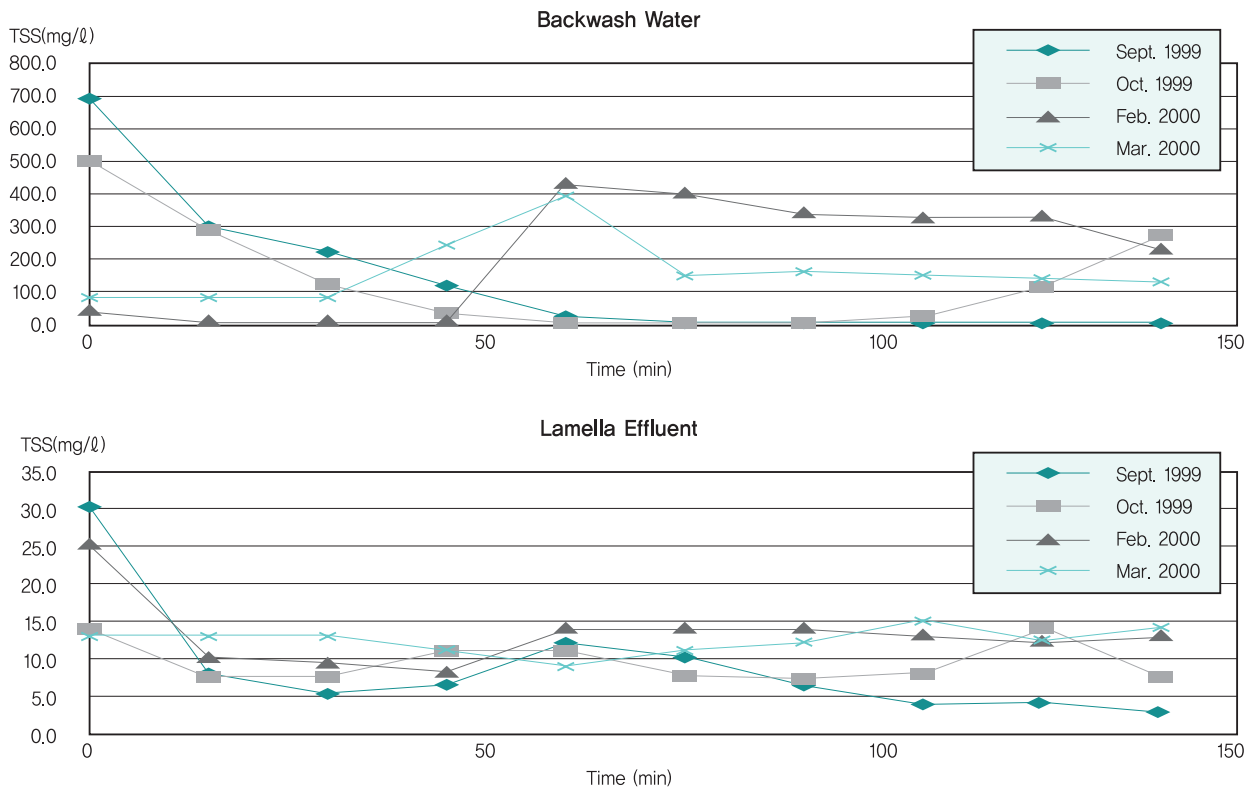 Backwash Water
TSS(mg/ℓ)
800.0
700.0
600.0
500.0
400.0
300.0
200.0
100.0
0.0
0
50
100
150
Time (min)
Sept. 1999
Oct. 1999
Feb. 2000
Mar. 2000
Lamella Effluent
TSS(mg/ℓ)
35.0
30.0
25.0
20.0
15.0
10.0
5.0
0.0
0
50
100
150
Time (min)
Sept. 1999
Oct. 1999
Feb. 2000
Mar. 2000